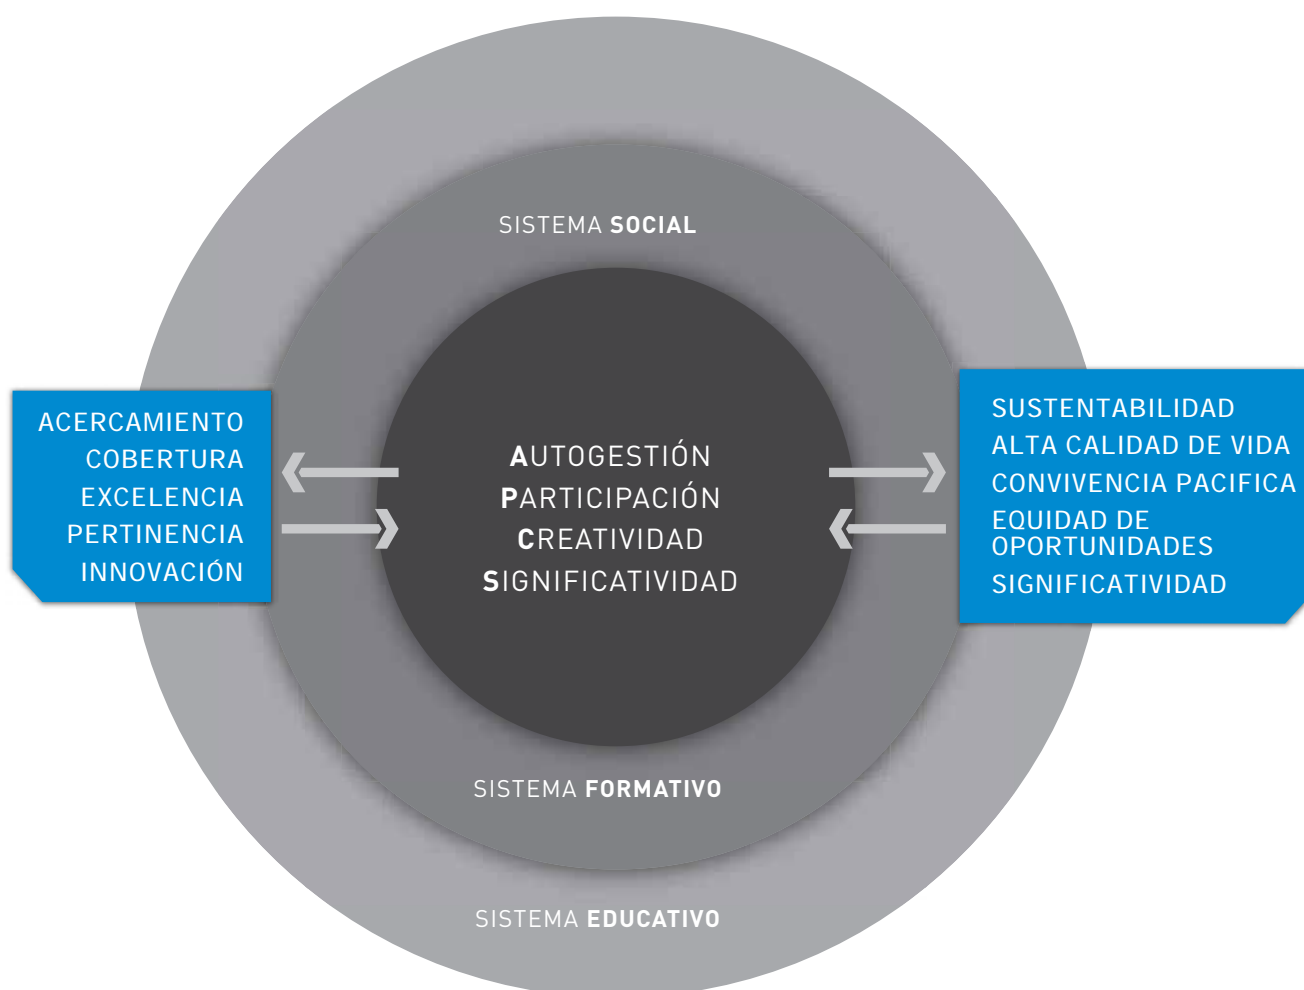 SISTEMA SOCIAL
ACERCAMIENTO
COBERTURA
EXCELENCIA
PERTINENCIA
INNOVACIÓN
AUTOGESTIÓN
PARTICIPACIÓN
CREATIVIDAD
SIGNIFICATIVIDAD
SUSTENTABILIDAD
ALTA CALIDAD DE VIDA
CONVIVENCIA PACIFICA
EQUIDAD DE
OPORTUNIDADES
SIGNIFICATIVIDAD
SISTEMA FORMATIVO
SISTEMA EDUCATIVO